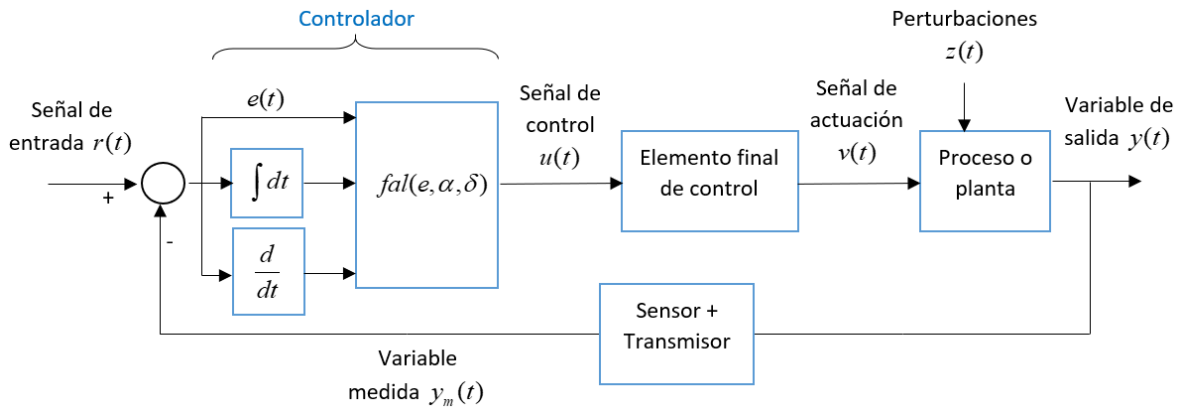 Controlador
Perturbaciones
z(t)
Señal de
entrada r(t)
+
-
e(t)
∫ dt
d
dt
fal(e, α, δ)
Señal de
control
u(t)
Elemento final
de control
Señal de
actuación
v(t)
Proceso o
planta
Variable de
salida y(t)
Sensor +
Transmisor
Variable
medida yₘ(t)